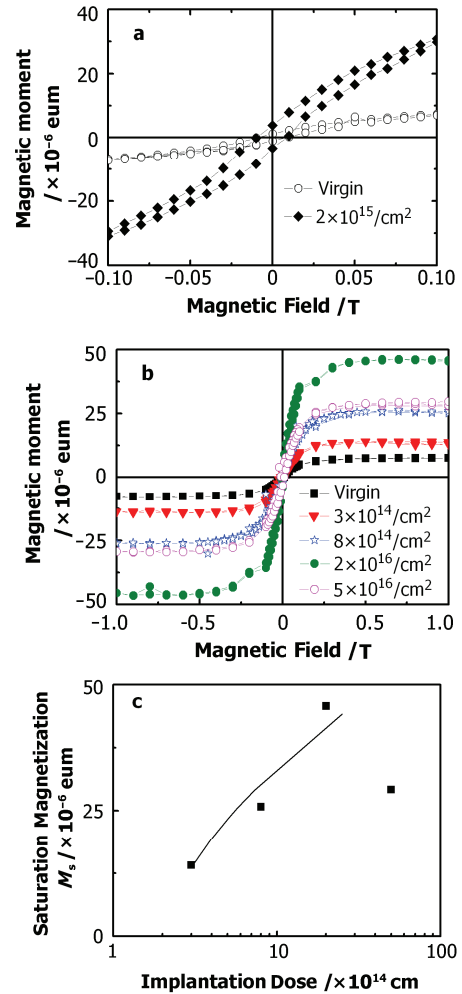 a
Magnetic moment
/×10⁻⁶ eum
40
20
0
−20
−40
−0.10
−0.05
0
0.05
0.10
Virgin
2×10¹⁵/cm²
Magnetic Field /T
b
Magnetic moment
/×10⁻⁶ eum
50
25
0
−25
−50
−1.0
−0.5
0
0.5
1.0
Virgin
3×10¹⁴/cm²
8×10¹⁴/cm²
2×10¹⁶/cm²
5×10¹⁶/cm²
Magnetic Field /T
c
Saturation Magnetization
Mₛ /×10⁻⁶ eum
50
25
0
1
10
100
Implantation Dose /×10¹⁴ cm